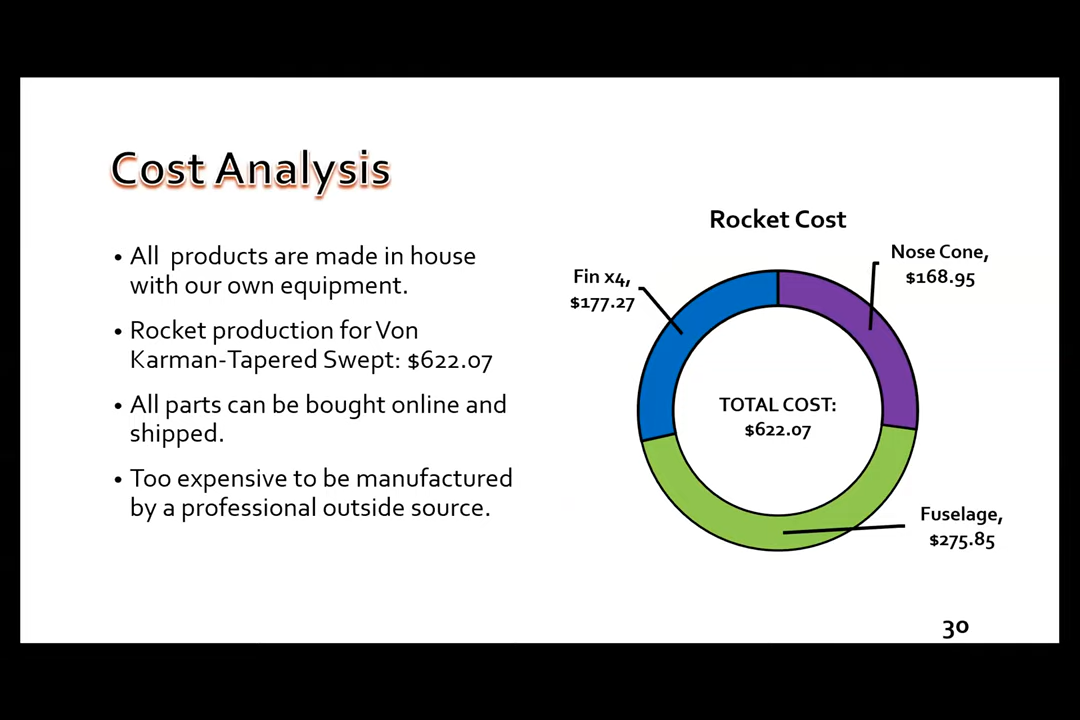 Cost Analysis
• All  products are made in house
with our own equipment.
• Rocket production for Von
Karman-Tapered Swept: $622.07
• All parts can be bought online and
shipped.
• Too expensive to be manufactured
by a professional outside source.
Rocket Cost
Nose Cone,
$168.95
Fin x4,
$177.27
TOTAL COST:
$622.07
Fuselage,
$275.85
30